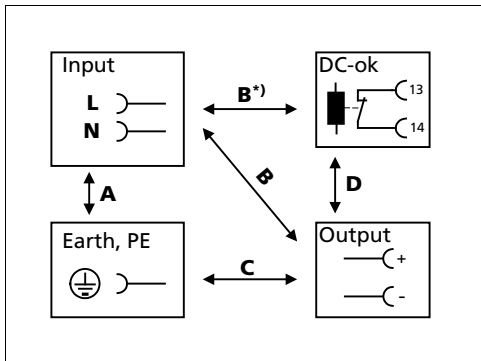 Input
L
N
B*)
DC-ok
13
14
A
B
D
Earth, PE
C
Output
+
-